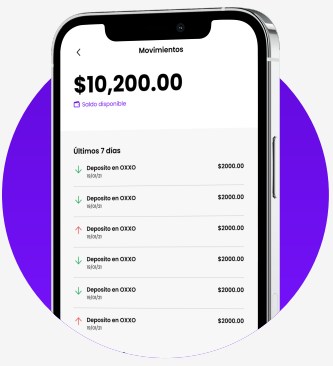 Movimientos
$10,200.00
Saldo disponible
Últimos 7 días
Deposito en OXXO $2000.00
19/01/21
Deposito en OXXO $2000.00
19/01/21
Deposito en OXXO $2000.00
19/01/21
Deposito en OXXO $2000.00
19/01/21
Deposito en OXXO $2000.00
19/01/21
Deposito en OXXO $2000.00
19/01/21